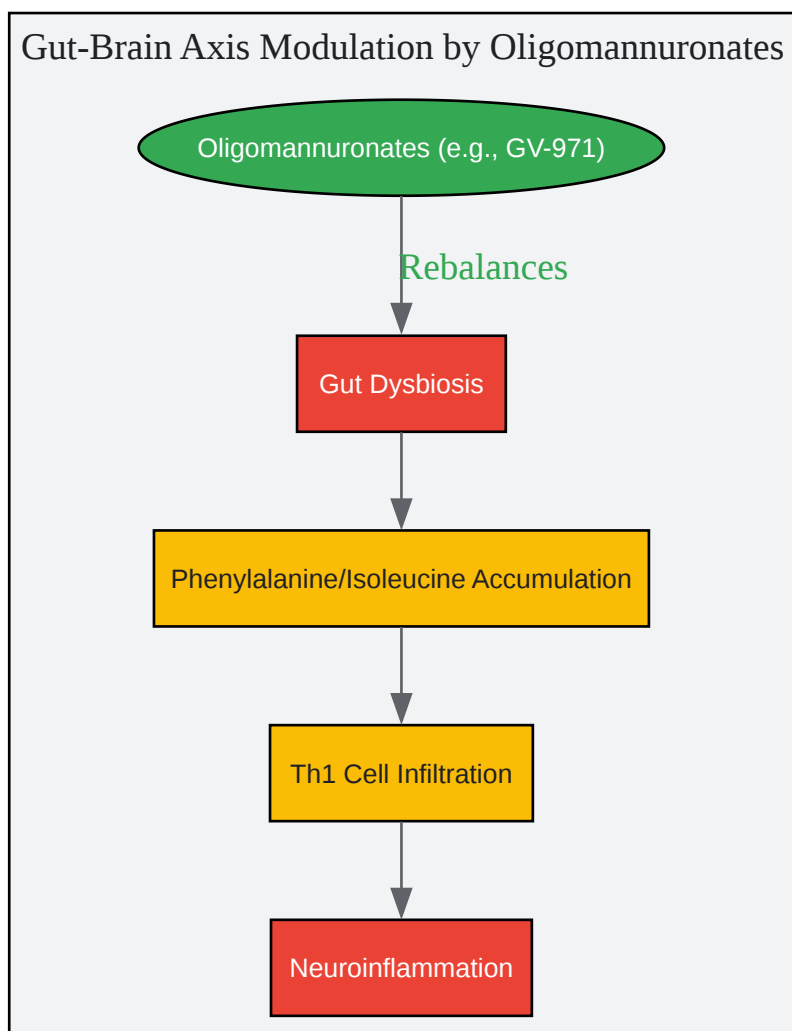 Gut-Brain Axis Modulation by Oligomannuronates
Oligomannuronates (e.g., GV-971)
Rebalances
Gut Dysbiosis
Phenylalanine/Isoleucine Accumulation
Th1 Cell Infiltration
Neuroinflammation